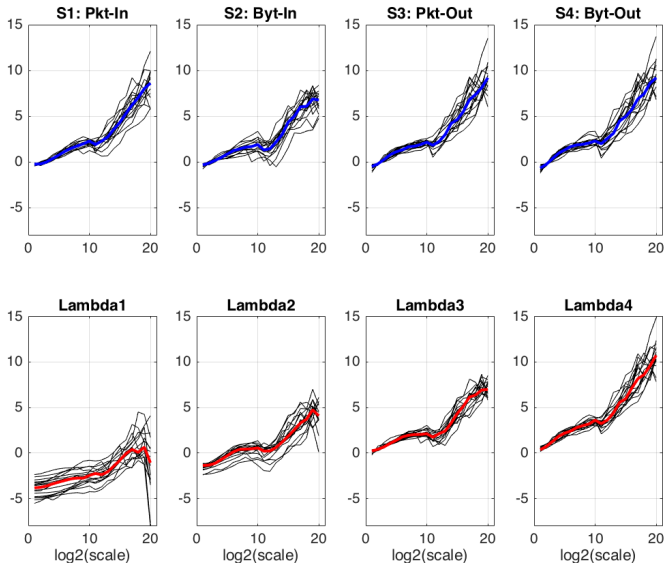 S1: Pkt-In S2: Byt-In S3: Pkt-Out S4: Byt-Out
15 15 15 15
10 10 10 10
5 5 5 5
0 0 0 0
-5 -5 -5 -5
0 10 20 0 10 20 0 10 20 0 10 20
Lambda1 Lambda2 Lambda3 Lambda4
15 15 15 15
10 10 10 10
5 5 5 5
0 0 0 0
-5 -5 -5 -5
0 10 20 0 10 20 0 10 20 0 10 20
log2(scale) log2(scale) log2(scale) log2(scale)